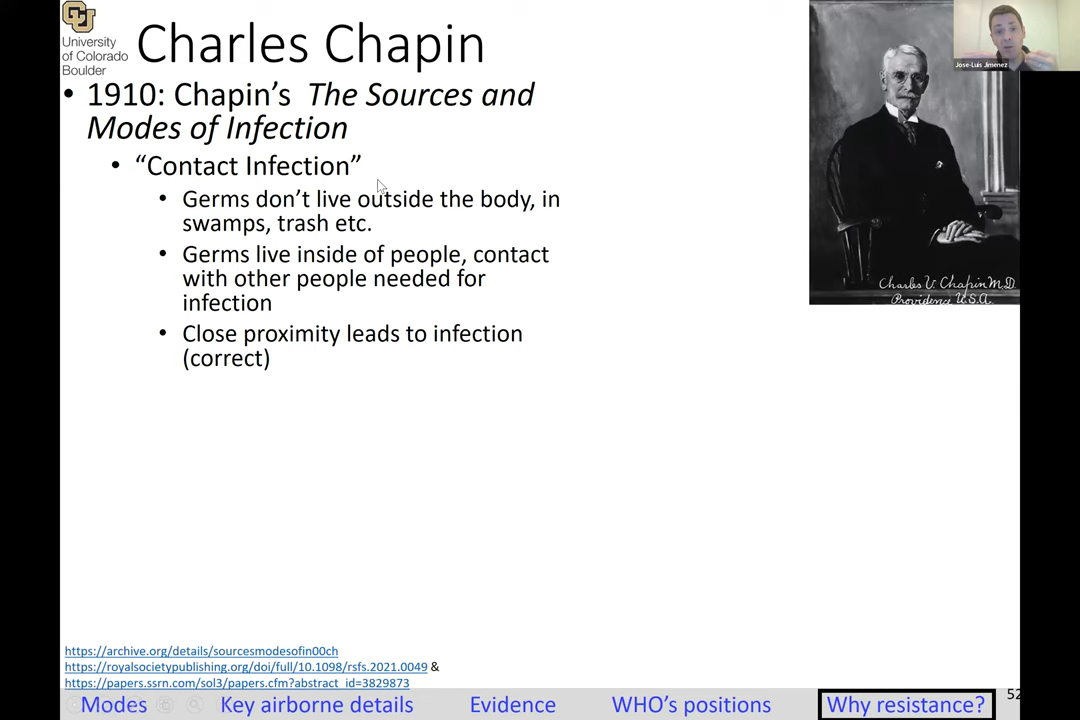 University
of Colorado
Boulder
Charles Chapin
• 1910: Chapin’s The Sources and
Modes of Infection
• “Contact Infection”
• Germs don’t live outside the body, in
swamps, trash etc.
• Germs live inside of people, contact
with other people needed for
infection
• Close proximity leads to infection
(correct)
Charles V. Chapin M.D.
Providence U.S.A.
Jose-Luis Jimenez
https://archive.org/details/sourcesmodesofin00ch
https://royalsocietypublishing.org/doi/full/10.1098/rsfs.2021.0049 &
https://papers.ssrn.com/sol3/papers.cfm?abstract_id=3829873
Modes Key airborne details Evidence WHO’s positions Why resistance?
52